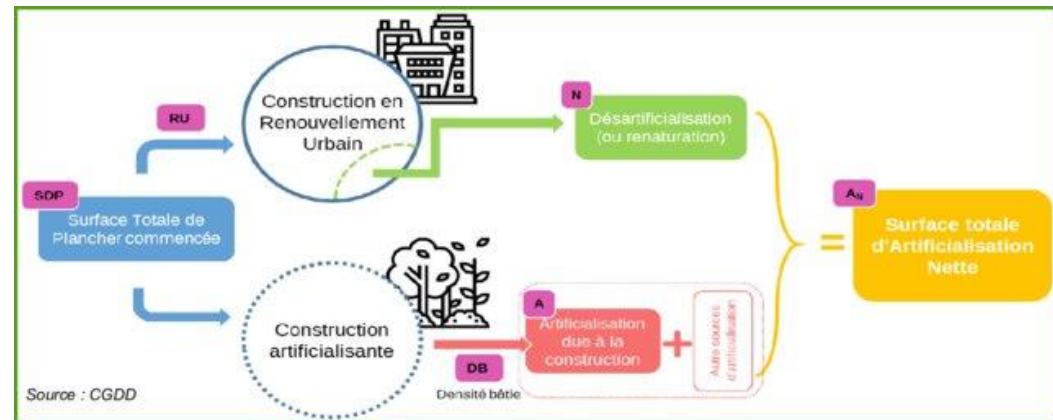 RU
Construction en
Renouvellement
Urbain
N
Désartificialisation
(ou renaturation)
SDP
Surface Totale de
Plancher commencée
A_N
Surface totale
d'Artificialisation
Nette
=
Construction
artificialisante
DB
Densité bâtie
A
Artificialisation
due à la
construction
+
Autre sources
d'artificialisation
Source : CGDD